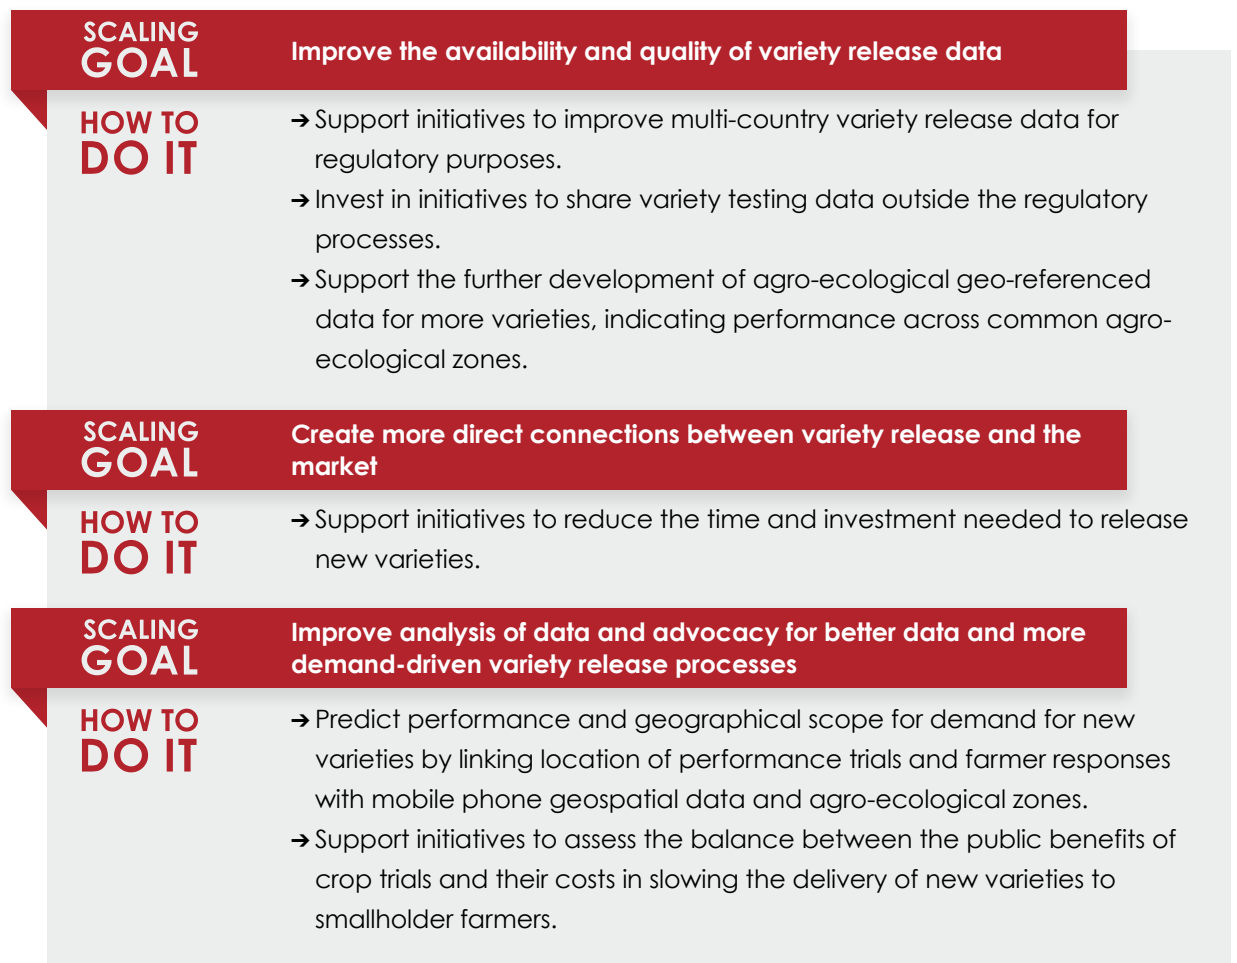 SCALING
GOAL
Improve the availability and quality of variety release data
HOW TO
DO IT
➔ Support initiatives to improve multi-country variety release data for
regulatory purposes.
➔ Invest in initiatives to share variety testing data outside the regulatory
processes.
➔ Support the further development of agro-ecological geo-referenced
data for more varieties, indicating performance across common agro-
ecological zones.
SCALING
GOAL
Create more direct connections between variety release and the
market
HOW TO
DO IT
➔ Support initiatives to reduce the time and investment needed to release
new varieties.
SCALING
GOAL
Improve analysis of data and advocacy for better data and more
demand-driven variety release processes
HOW TO
DO IT
➔ Predict performance and geographical scope for demand for new
varieties by linking location of performance trials and farmer responses
with mobile phone geospatial data and agro-ecological zones.
➔ Support initiatives to assess the balance between the public benefits of
crop trials and their costs in slowing the delivery of new varieties to
smallholder farmers.